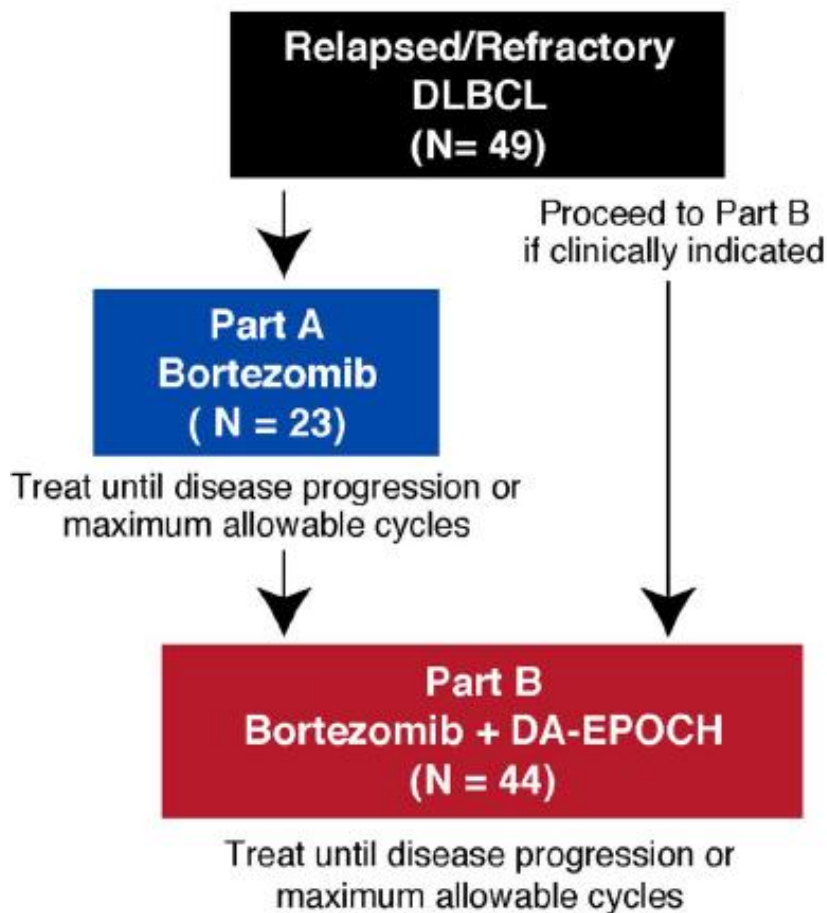 Relapsed/Refractory
DLBCL
(N= 49)
Proceed to Part B
if clinically indicated
Part A
Bortezomib
( N = 23)
Treat until disease progression or
maximum allowable cycles
Part B
Bortezomib + DA-EPOCH
(N = 44)
Treat until disease progression or
maximum allowable cycles